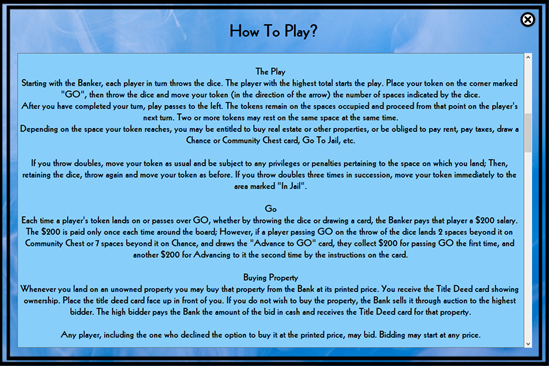 How To Play?
The Play
Starting with the Banker, each player in turn throws the dice. The player with the highest total starts the play. Place your token on the corner marked
"GO", then throw the dice and move your token (in the direction of the arrow) the number of spaces indicated by the dice.
After you have completed your turn, play passes to the left. The tokens remain on the spaces occupied and proceed from that point on the player's
next turn. Two or more tokens may rest on the same space at the same time.
Depending on the space your token reaches, you may be entitled to buy real estate or other properties, or be obliged to pay rent, pay taxes, draw a
Chance or Community Chest card, Go To Jail, etc.
If you throw doubles, move your token as usual and be subject to any privileges or penalties pertaining to the space on which you land; Then,
retaining the dice, throw again and move your token as before. If you throw doubles three times in succession, move your token immediately to the
area marked "In Jail".
Go
Each time a player's token lands on or passes over GO, whether by throwing the dice or drawing a card, the Banker pays that player a $200 salary.
The $200 is paid only once each time around the board; However, if a player passing GO on the throw of the dice lands 2 spaces beyond it on
Community Chest or 7 spaces beyond it on Chance, and draws the "Advance to GO" card, they collect $200 for passing GO the first time, and
another $200 for Advancing to it the second time by the instructions on the card.
Buying Property
Whenever you land on an unowned property you may buy that property from the Bank at its printed price. You receive the Title Deed card showing
ownership. Place the title deed card face up in front of you. If you do not wish to buy the property, the Bank sells it through auction to the highest
bidder. The high bidder pays the Bank the amount of the bid in cash and receives the Title Deed card for that property.
Any player, including the one who declined the option to buy it at the printed price, may bid. Bidding may start at any price.